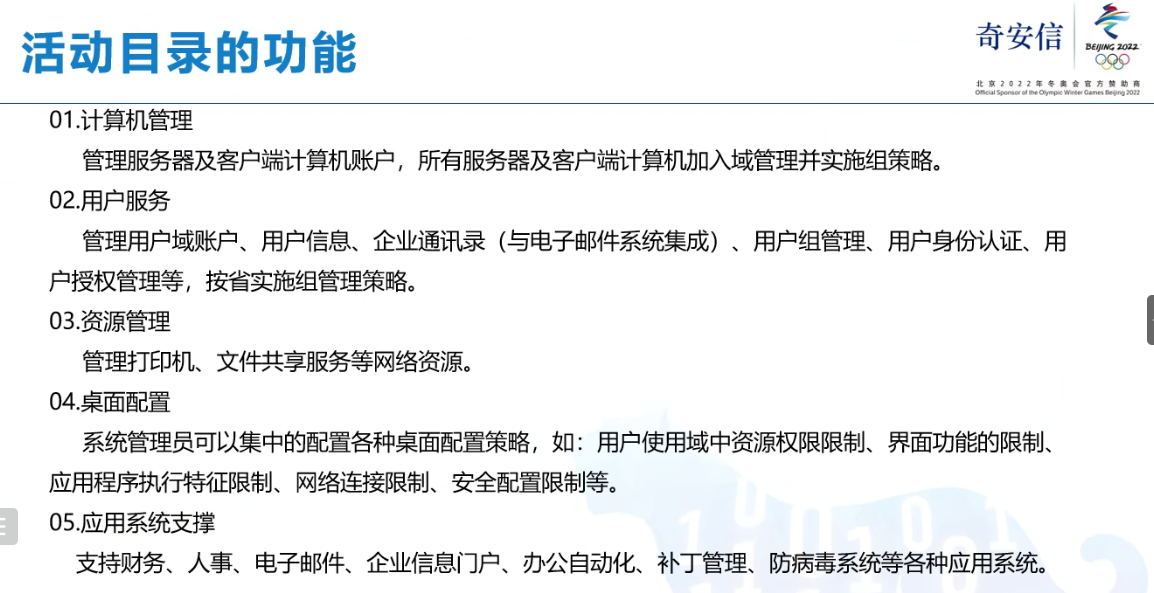 活动目录的功能
奇安信
BEIJING 2022
北京2022年冬奥会官方赞助商
Official Sponsor of the Olympic Winter Games Beijing 2022
01.计算机管理
管理服务器及客户端计算机账户，所有服务器及客户端计算机加入域管理并实施组策略。
02.用户服务
管理用户域账户、用户信息、企业通讯录（与电子邮件系统集成）、用户组管理、用户身份认证、用
户授权管理等，按省实施组管理策略。
03.资源管理
管理打印机、文件共享服务等网络资源。
04.桌面配置
系统管理员可以集中的配置各种桌面配置策略，如：用户使用域中资源权限限制、界面功能的限制、
应用程序执行特征限制、网络连接限制、安全配置限制等。
05.应用系统支撑
支持财务、人事、电子邮件、企业信息门户、办公自动化、补丁管理、防病毒系统等各种应用系统。